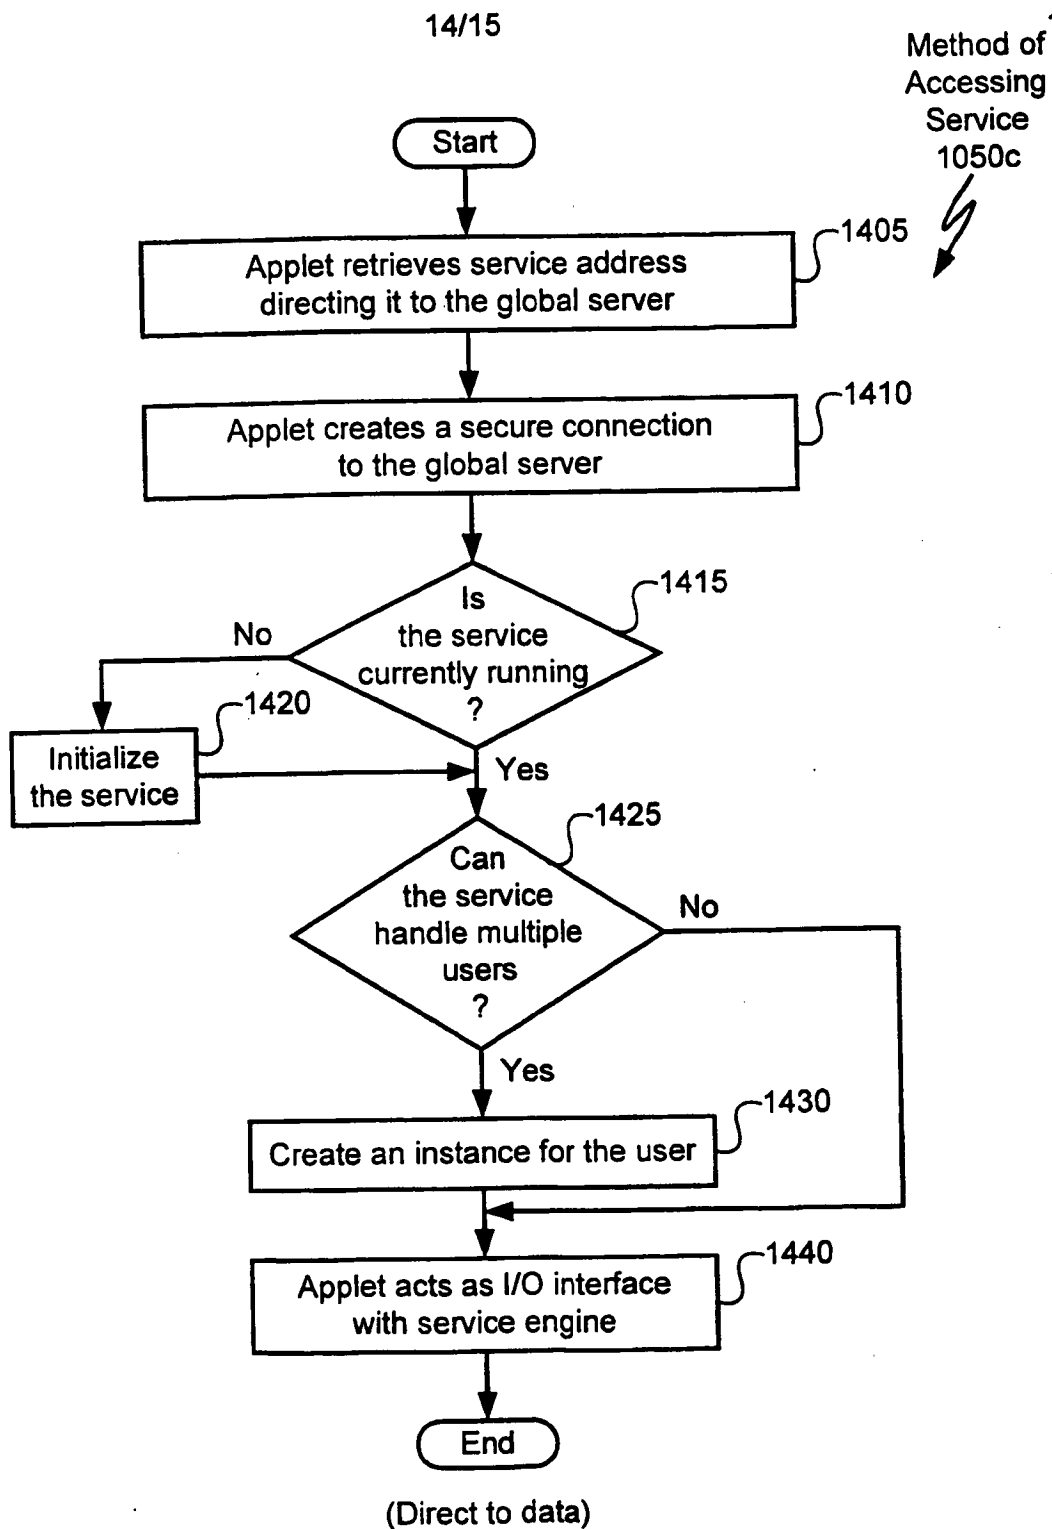 14/15
Method of
Accessing
Service
1050c
Start
1405
Applet retrieves service address
directing it to the global server
1410
Applet creates a secure connection
to the global server
1415
Is
the service
currently running
?
No
1420
Initialize
the service
Yes
1425
Can
the service
handle multiple
users
?
No
Yes
1430
Create an instance for the user
1440
Applet acts as I/O interface
with service engine
End
(Direct to data)